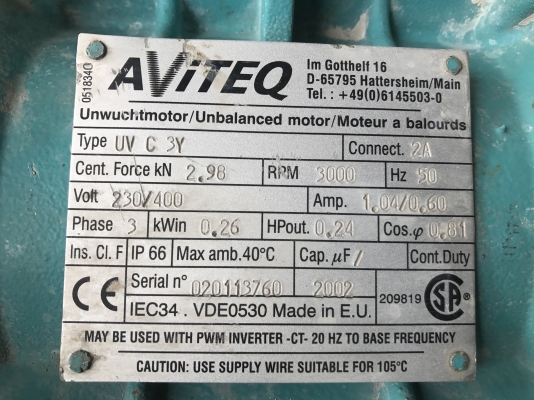 0518340
AViTEQ
Im Gotthelf 16
D-65795 Hattersheim/Main
Tel. : +49(0)6145503-0
Unwuchtmotor/Unbalanced motor/Moteur a balourds
Type UV C 3Y Connect. 2A
Cent. Force kN 2.98 RPM 3000 Hz 50
Volt 230/400 Amp. 1.04/0.60
Phase 3 kWin 0.26 HPout 0.24 Cos.φ 0.81
Ins. Cl. F IP 66 Max amb.40°C Cap. µF / Cont.Duty
CE Serial n° 020113760 2002 209819 CSA
IEC34 . VDE0530 Made in E.U.
MAY BE USED WITH PWM INVERTER -CT- 20 HZ TO BASE FREQUENCY
CAUTION: USE SUPPLY WIRE SUITABLE FOR 105°C